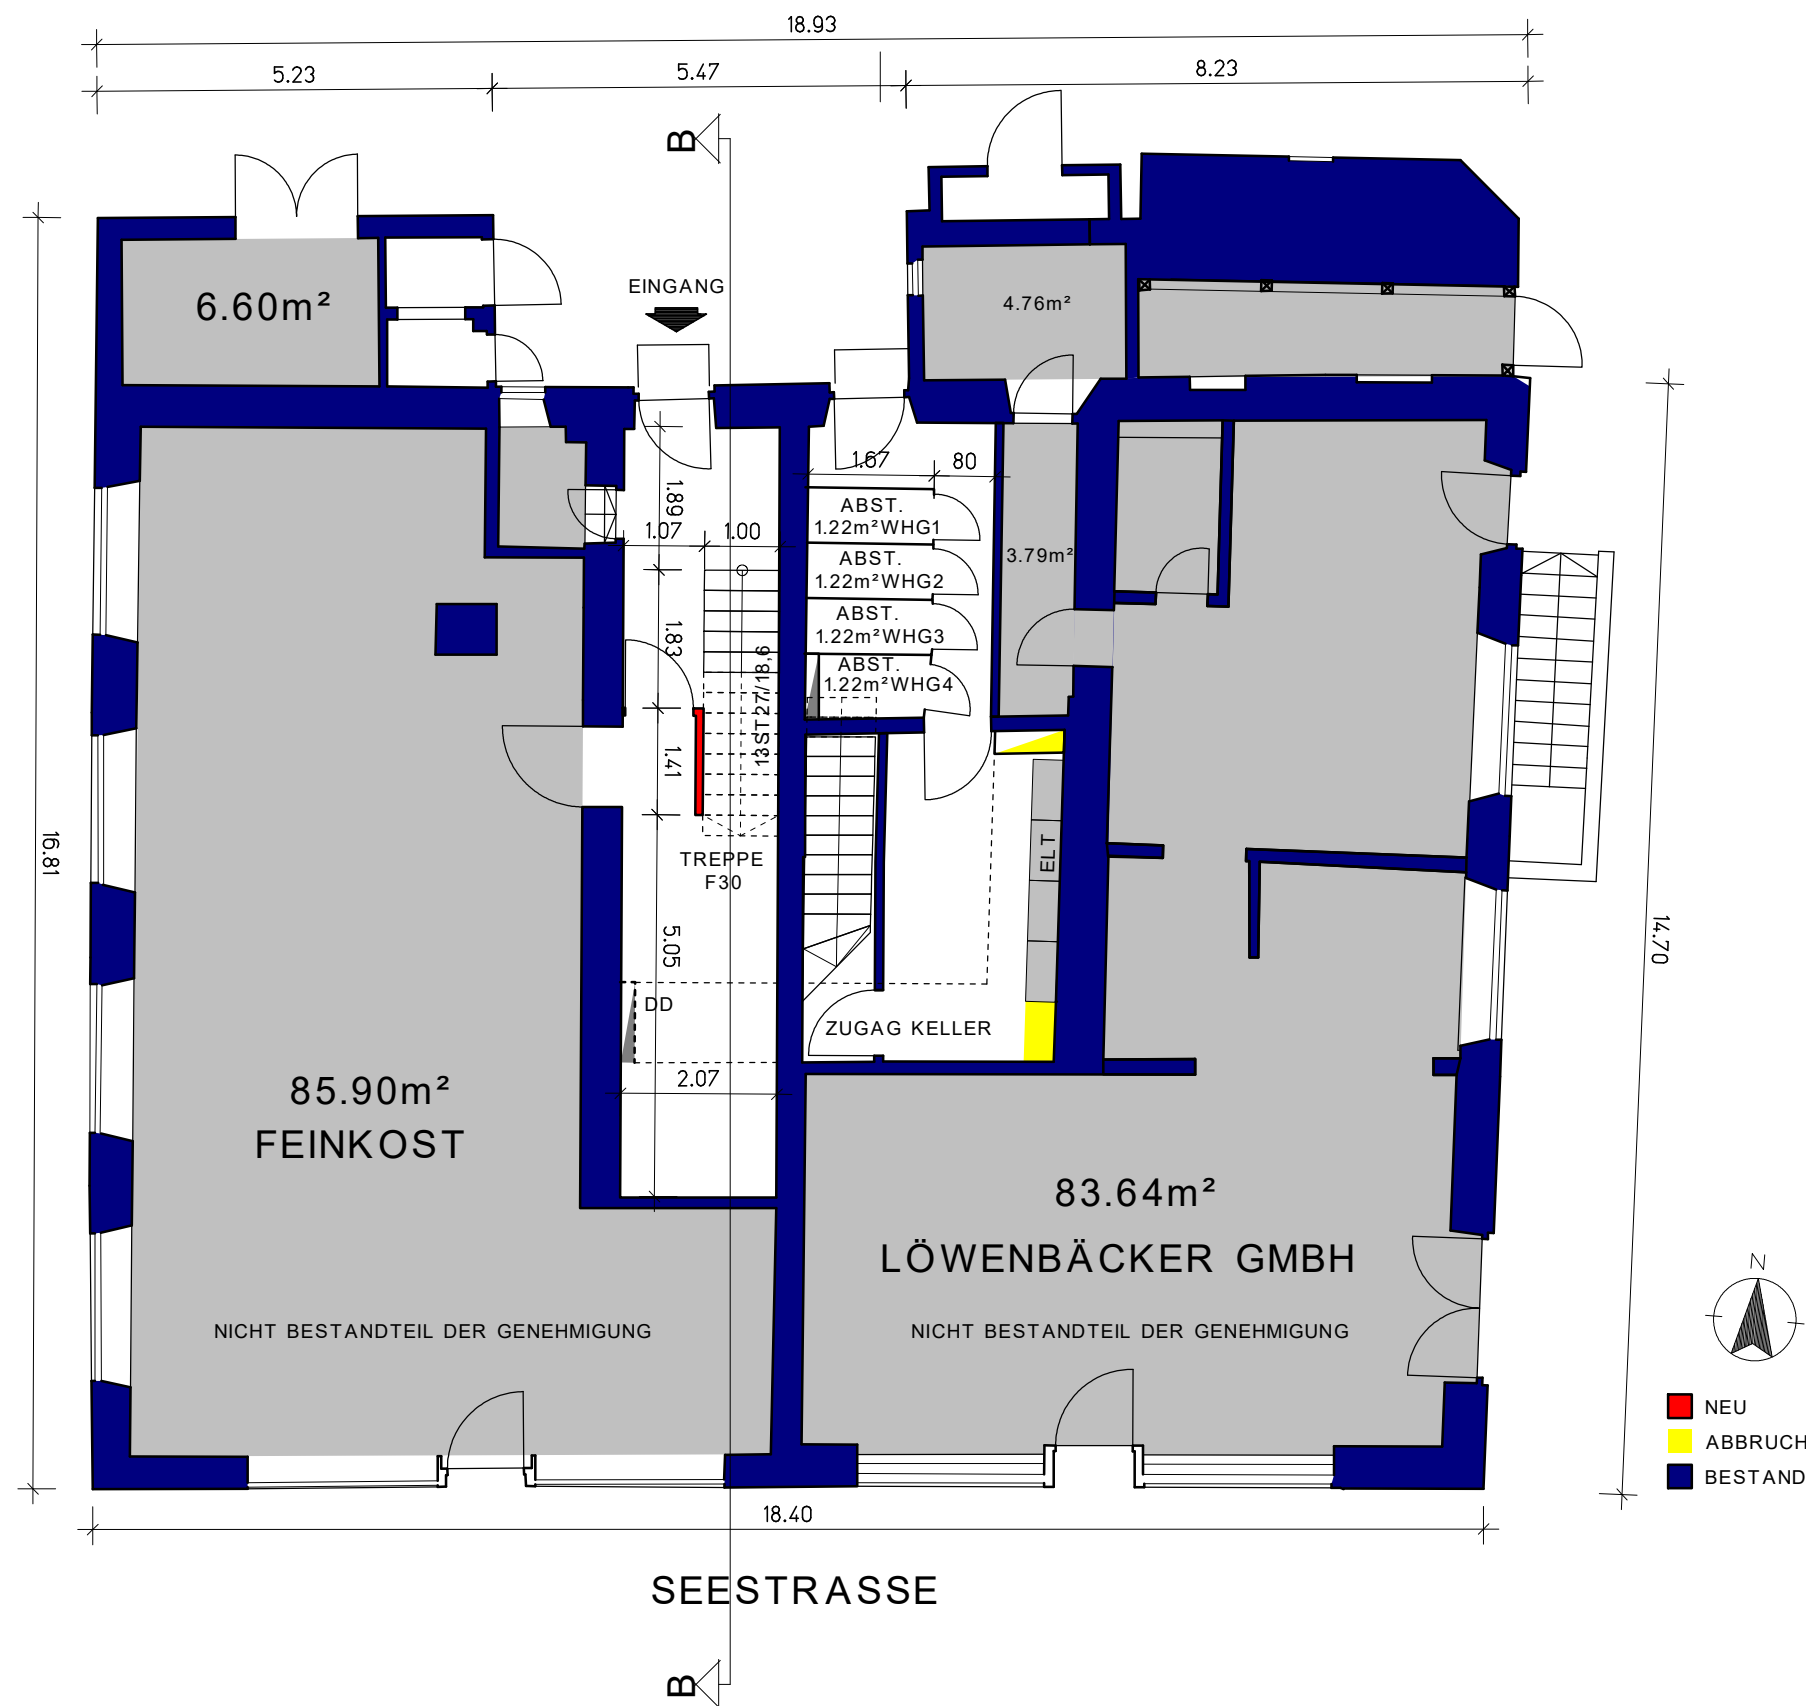 18.93
5.23
5.47
8.23
B
EINGANG
6.60m²
4.76m²
1.67
80
1.89
ABST.
1.22m²WHG1
1.07
1.00
ABST.
1.22m²WHG2
3.79m²
ABST.
1.22m²WHG3
1.83
13ST27/18,6
ABST.
1.22m²WHG4
1.41
16.81
TREPPE
F30
ELT
5.05
14.70
DD
ZUGAG KELLER
2.07
85.90m²
FEINKOST
83.64m²
LÖWENBÄCKER GMBH
N
NICHT BESTANDTEIL DER GENEHMIGUNG
NICHT BESTANDTEIL DER GENEHMIGUNG
NEU
ABBRUCH
BESTAND
18.40
SEESTRASSE
B